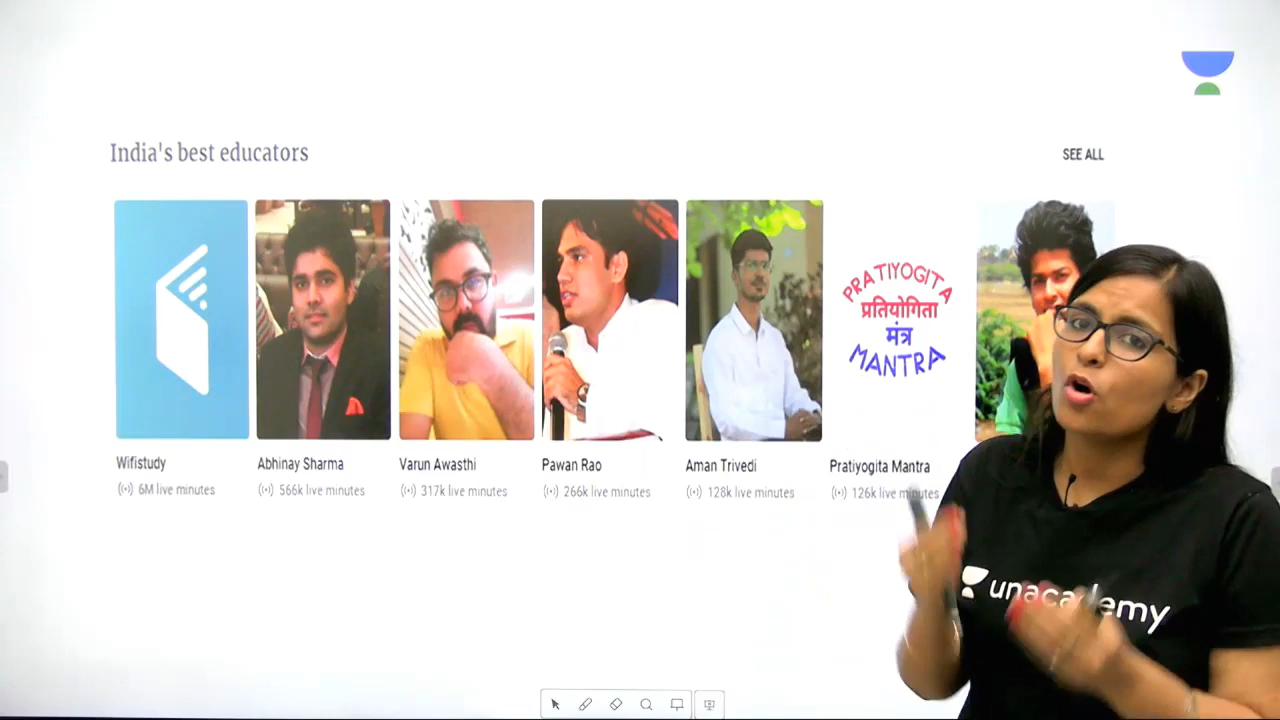 India's best educators
SEE ALL
PRATIYOGITA
प्रतियोगिता
मंत्र
MANTRA
Wifistudy
Abhinay Sharma
Varun Awasthi
Pawan Rao
Aman Trivedi
Pratiyogita Mantra
6M live minutes
566k live minutes
317k live minutes
266k live minutes
128k live minutes
126k live minutes
unacademy